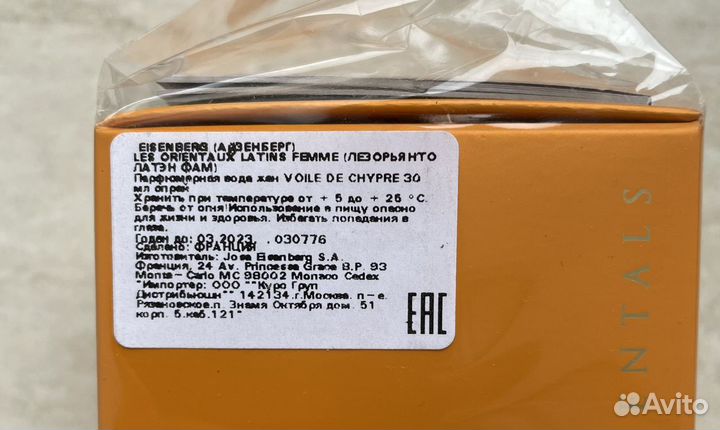 EISENBERG (АЙЗЕНБЕРГ)
LES ORIENTAUX LATINS FEMME (ЛЕЗОРЬЯНТО
ЛАТЭН ФАМ)
Парфюмерная вода жен VOILE DE CHYPRE 30
мл спрей
Хранить при температуре от + 5 до + 25 °C.
Беречь от огня!Использование в пищу опасно
для жизни и здоровья. Избегать попадения в
глаза.
Годен до: 03.2023 . 030776
Сделано: ФРАНЦИЯ
Изготовитель: Jose Eisenberg S.A.
Франция, 24 Av. Princesse Grace B.P. 93
Monte- Carlo MC 98002 Monaco Cedex
"Импортер: ООО ""Курс Груп
Дистрибьюшн"" 142134.г.Москва. п-е.
Рязановское.п. Знамя Октября дом. 51
корп. 5.каб.121"
EAC
NTALS
Avito